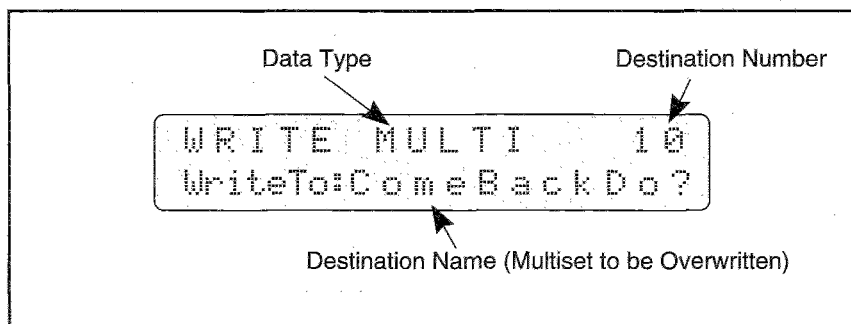 Data Type
Destination Number
WRITE MULTI 10
WriteTo:ComeBackDo?
Destination Name (Multiset to be Overwritten)